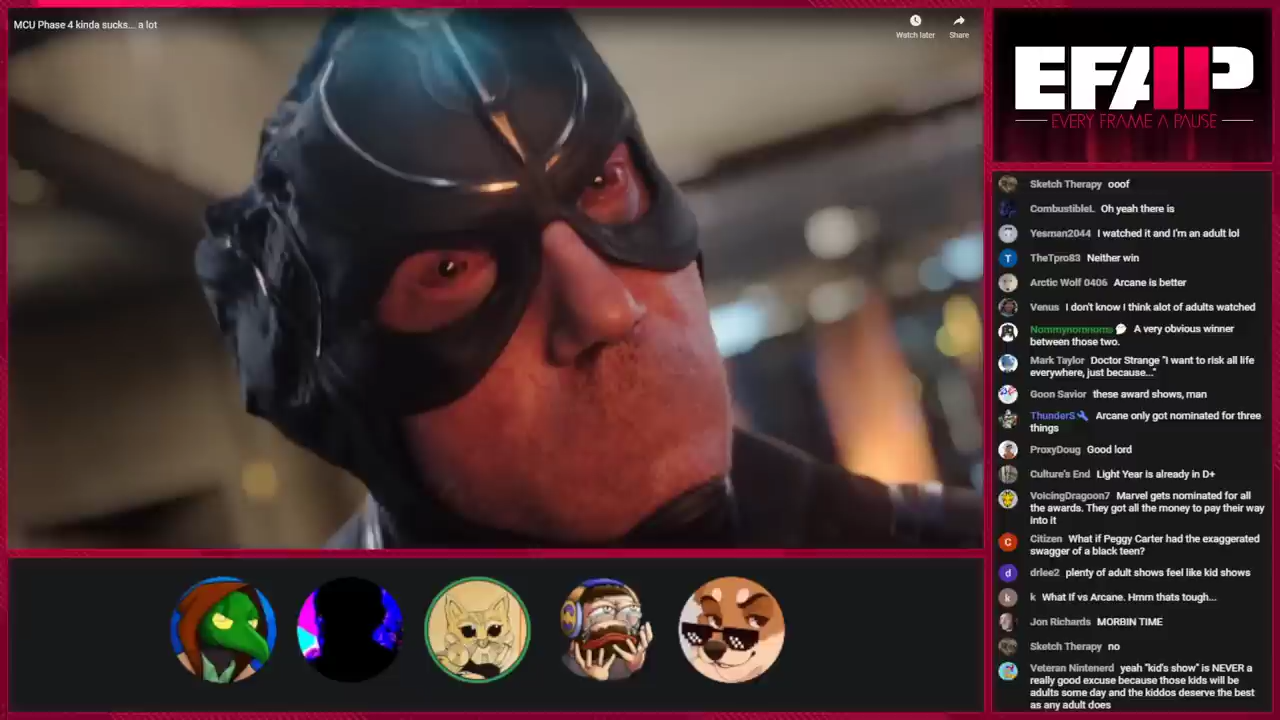 MCU Phase 4 kinda sucks... a lot
Watch later
Share
EFAP
EVERY FRAME A PAUSE
Sketch Therapy ooof
CombustibleL Oh yeah there is
Yesman2044 I watched it and I'm an adult lol
TheTpro83 Neither win
Arctic Wolf 0406 Arcane is better
Venus I don't know I think alot of adults watched
Nommynomnoms A very obvious winner
between those two.
Mark Taylor Doctor Strange "I want to risk all life
everywhere, just because..."
Goon Savior these award shows, man
ThunderS Arcane only got nominated for three
things
ProxyDoug Good lord
Culture's End Light Year is already in D+
VoicingDragoon7 Marvel gets nominated for all
the awards. They got all the money to pay their way
into it
C Citizen What if Peggy Carter had the exaggerated
swagger of a black teen?
d drlee2 plenty of adult shows feel like kid shows
k k What If vs Arcane. Hmm thats tough...
Jon Richards MORBIN TIME
Sketch Therapy no
Veteran Nintenerd yeah "kid's show" is NEVER a
really good excuse because those kids will be
adults some day and the kiddos deserve the best
as any adult does